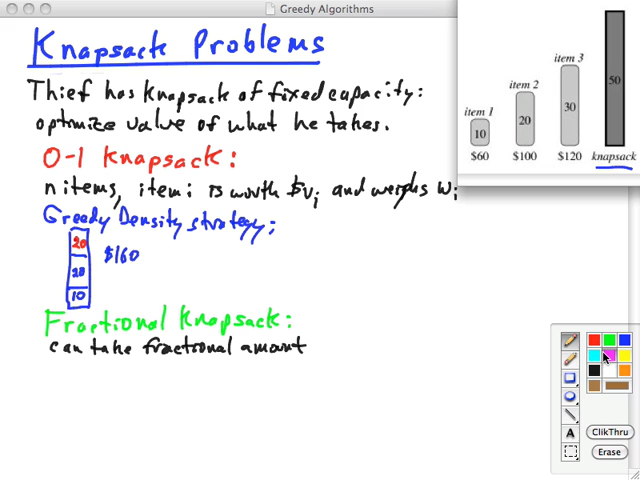 Greedy Algorithms
Knapsack Problems
Thief has knapsack of fixed capacity:
optimize value of what he takes.
item 1
10
$60
item 2
20
$100
item 3
30
$120
50
knapsack
0-1 Knapsack:
n items, item i is worth $vi and weighs wi
Greedy Density strategy:
20
20
10
$160
Fractional Knapsack:
can take fractional amount
A
ClikThru
Erase